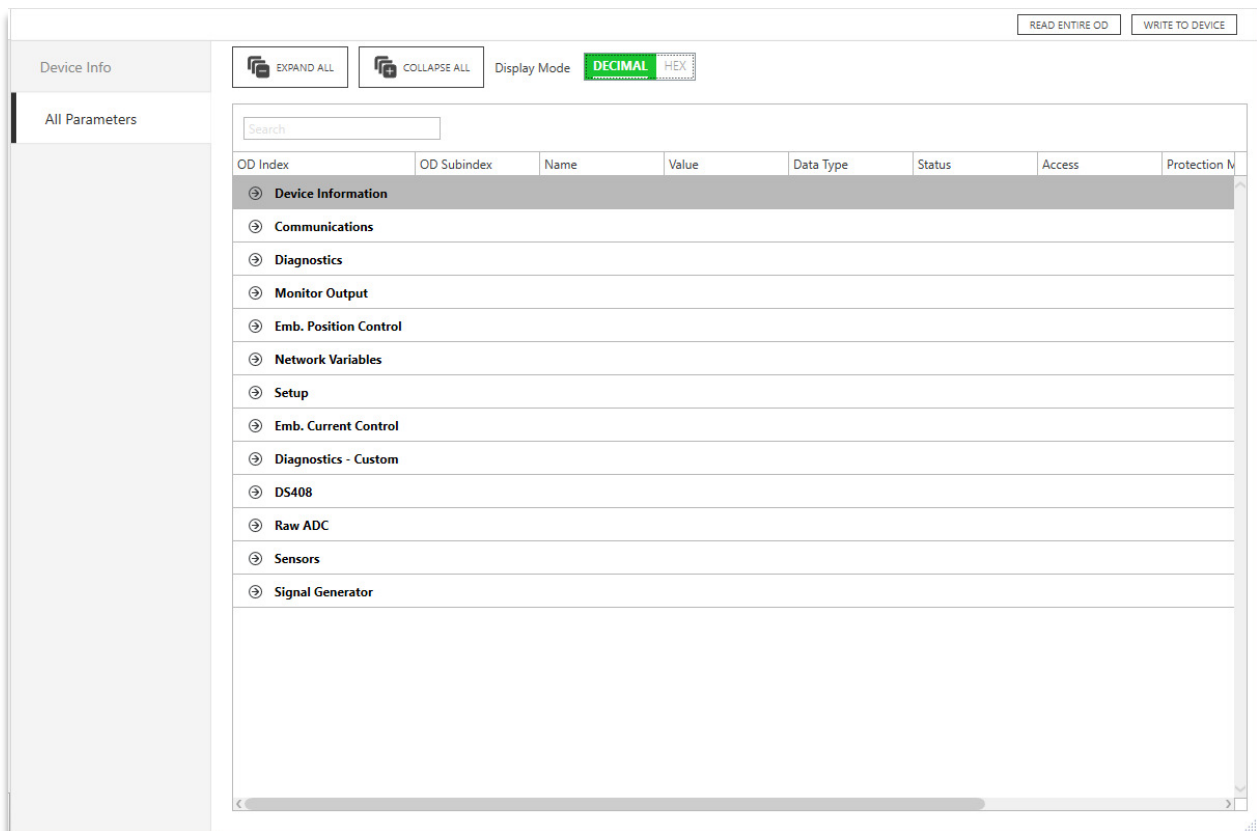 READ ENTIRE OD WRITE TO DEVICE
Device Info
All Parameters
EXPAND ALL COLLAPSE ALL Display Mode DECIMAL HEX
Search
OD Index OD Subindex Name Value Data Type Status Access Protection M
Device Information
Communications
Diagnostics
Monitor Output
Emb. Position Control
Network Variables
Setup
Emb. Current Control
Diagnostics - Custom
DS408
Raw ADC
Sensors
Signal Generator